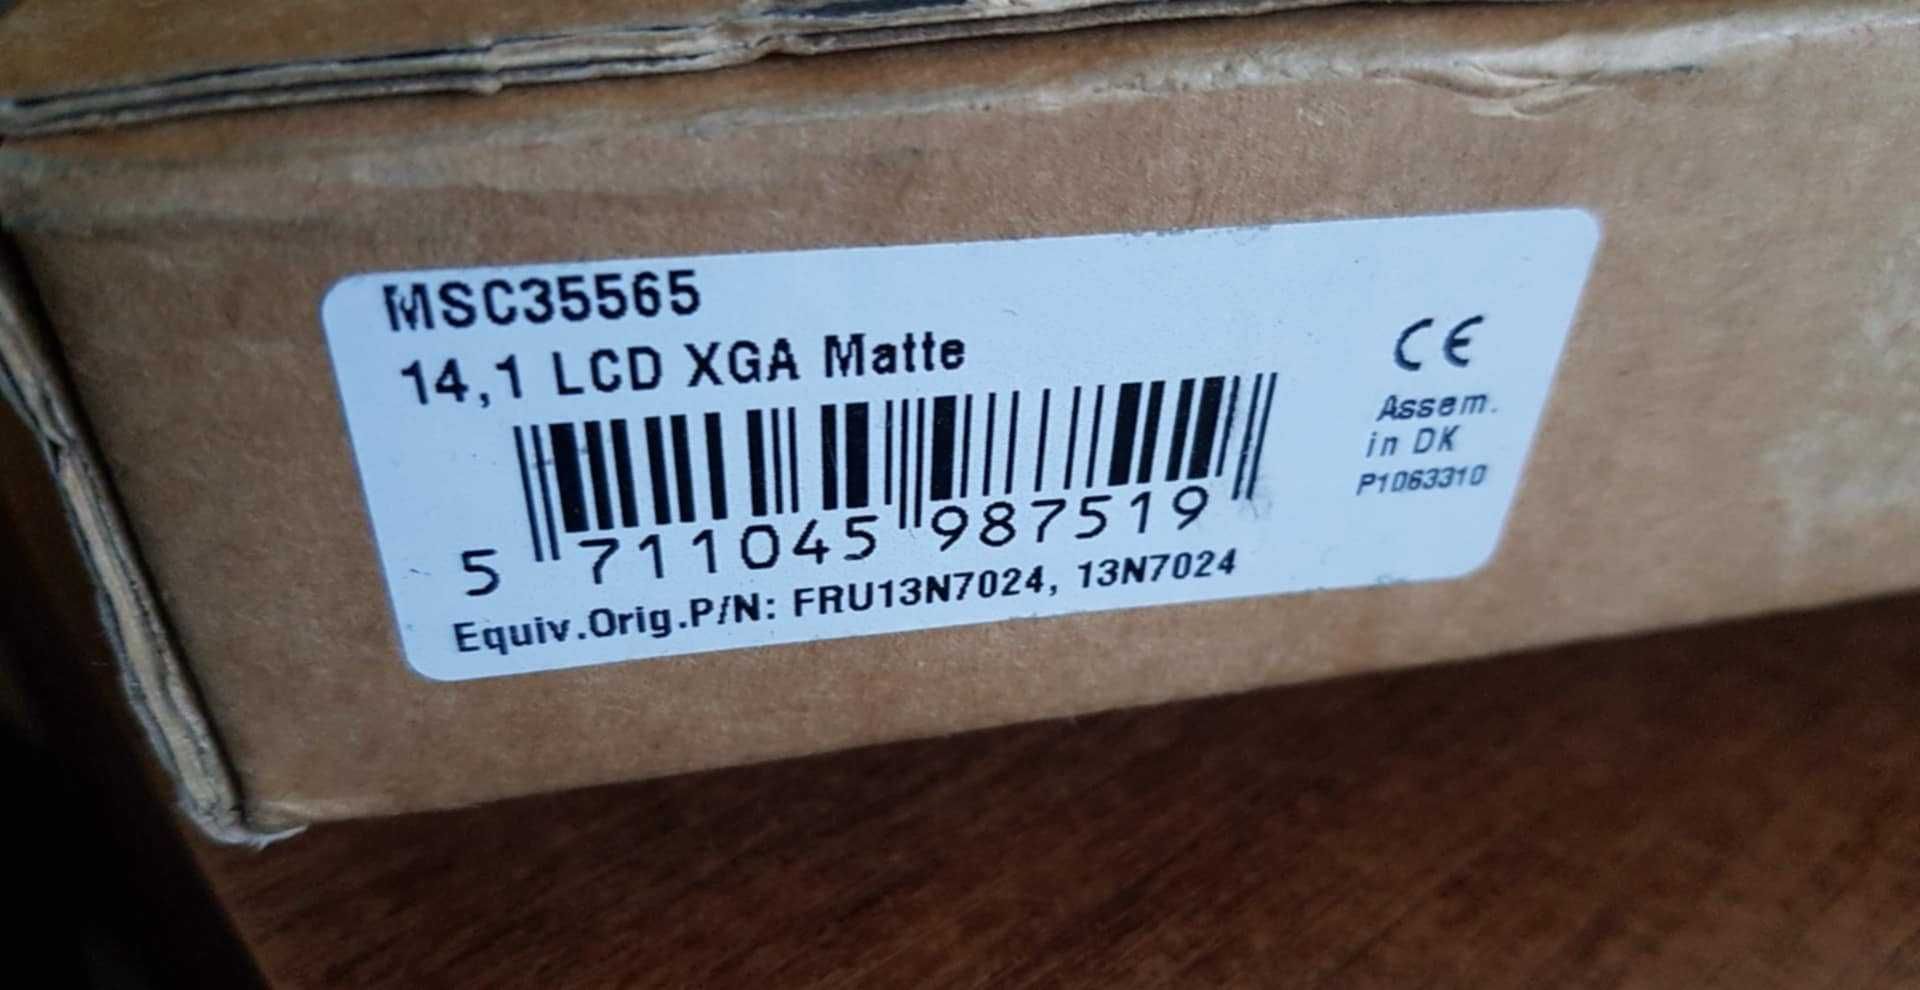 MSC35565
14,1 LCD XGA Matte
CE
Assem.
in DK
P1063310
5 711045 987519
Equiv.Orig.P/N: FRU13N7024, 13N7024